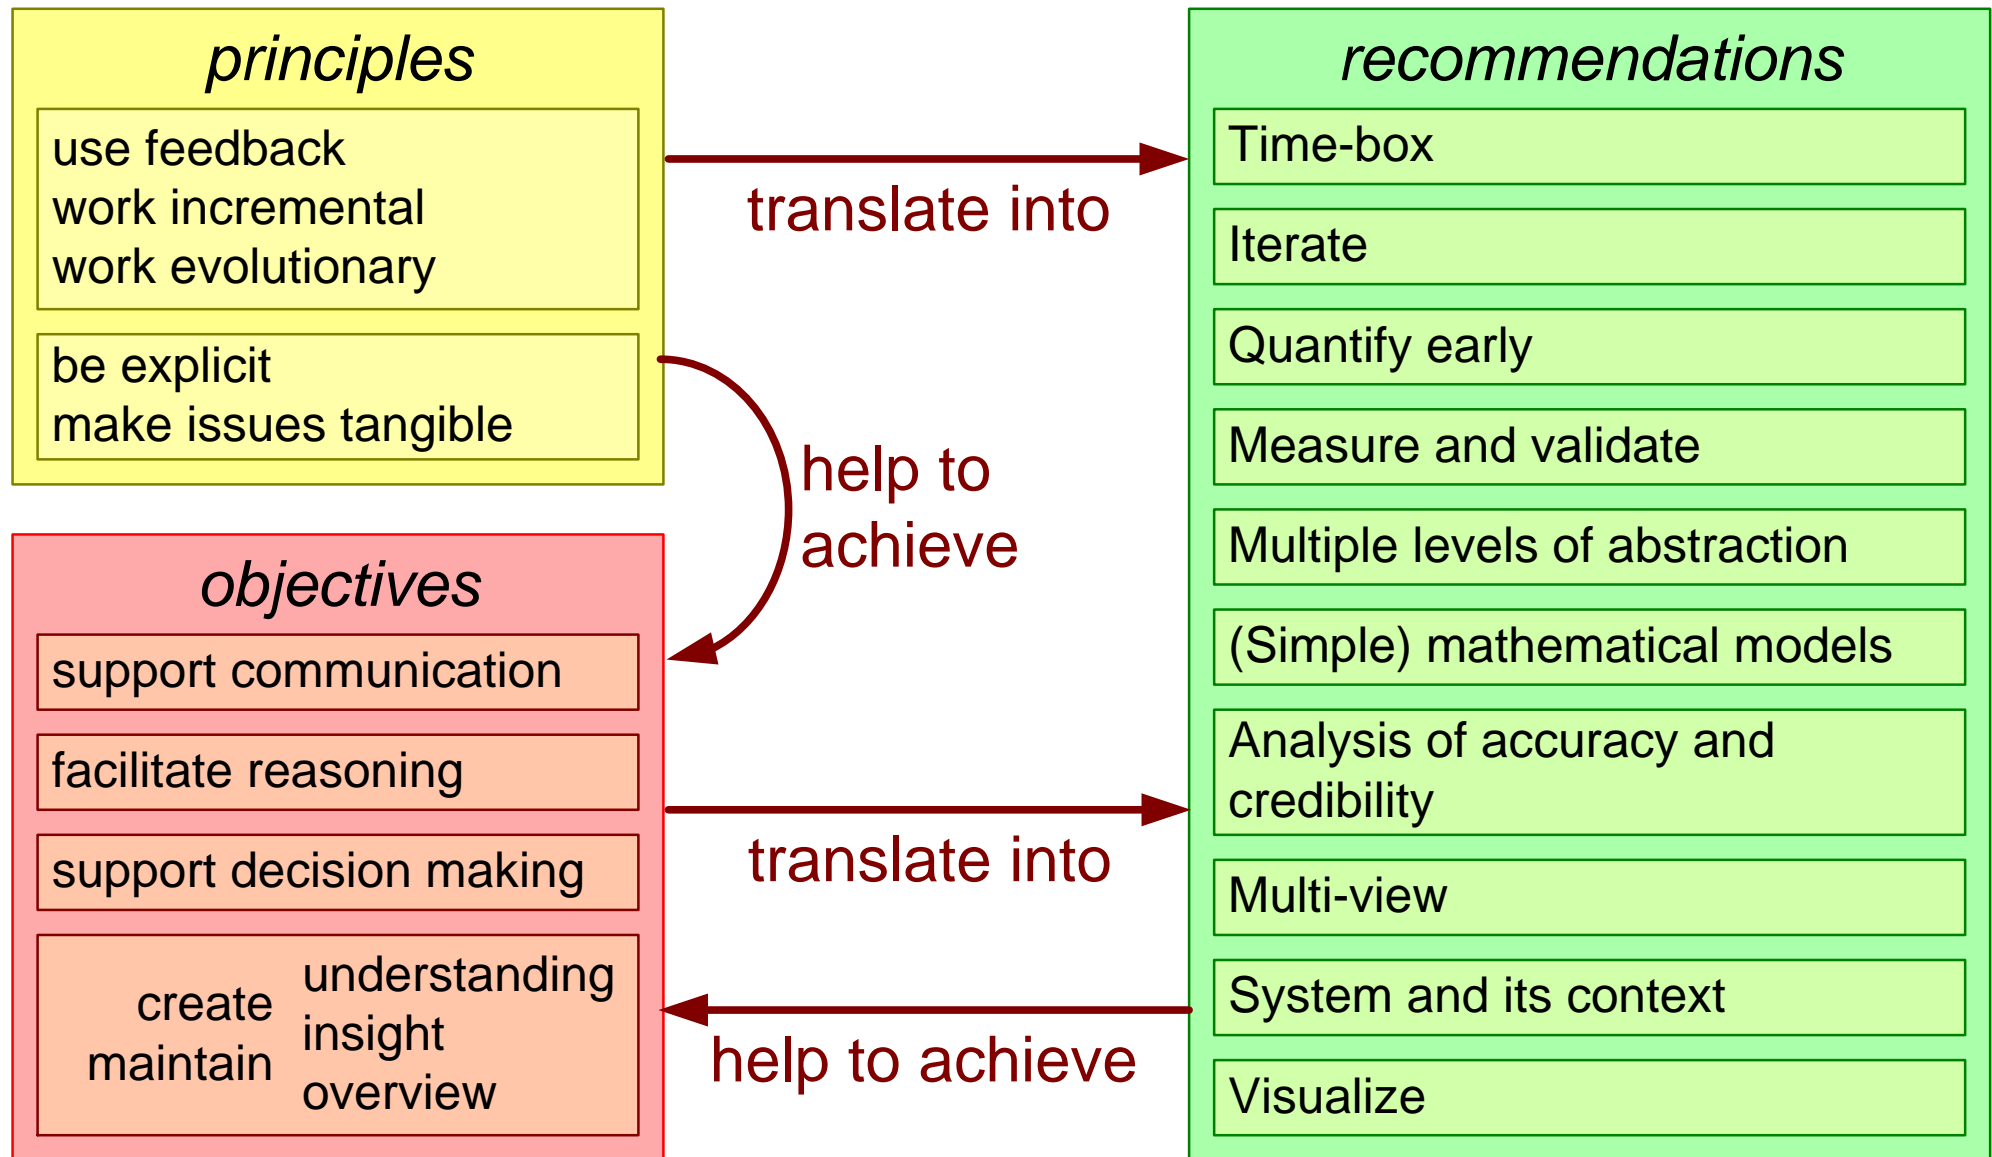 principles
use feedback
work incremental
work evolutionary
be explicit
make issues tangible
translate into
help to
achieve
objectives
support communication
facilitate reasoning
support decision making
create
maintain
understanding
insight
overview
translate into
help to achieve
recommendations
Time-box
Iterate
Quantify early
Measure and validate
Multiple levels of abstraction
(Simple) mathematical models
Analysis of accuracy and
credibility
Multi-view
System and its context
Visualize